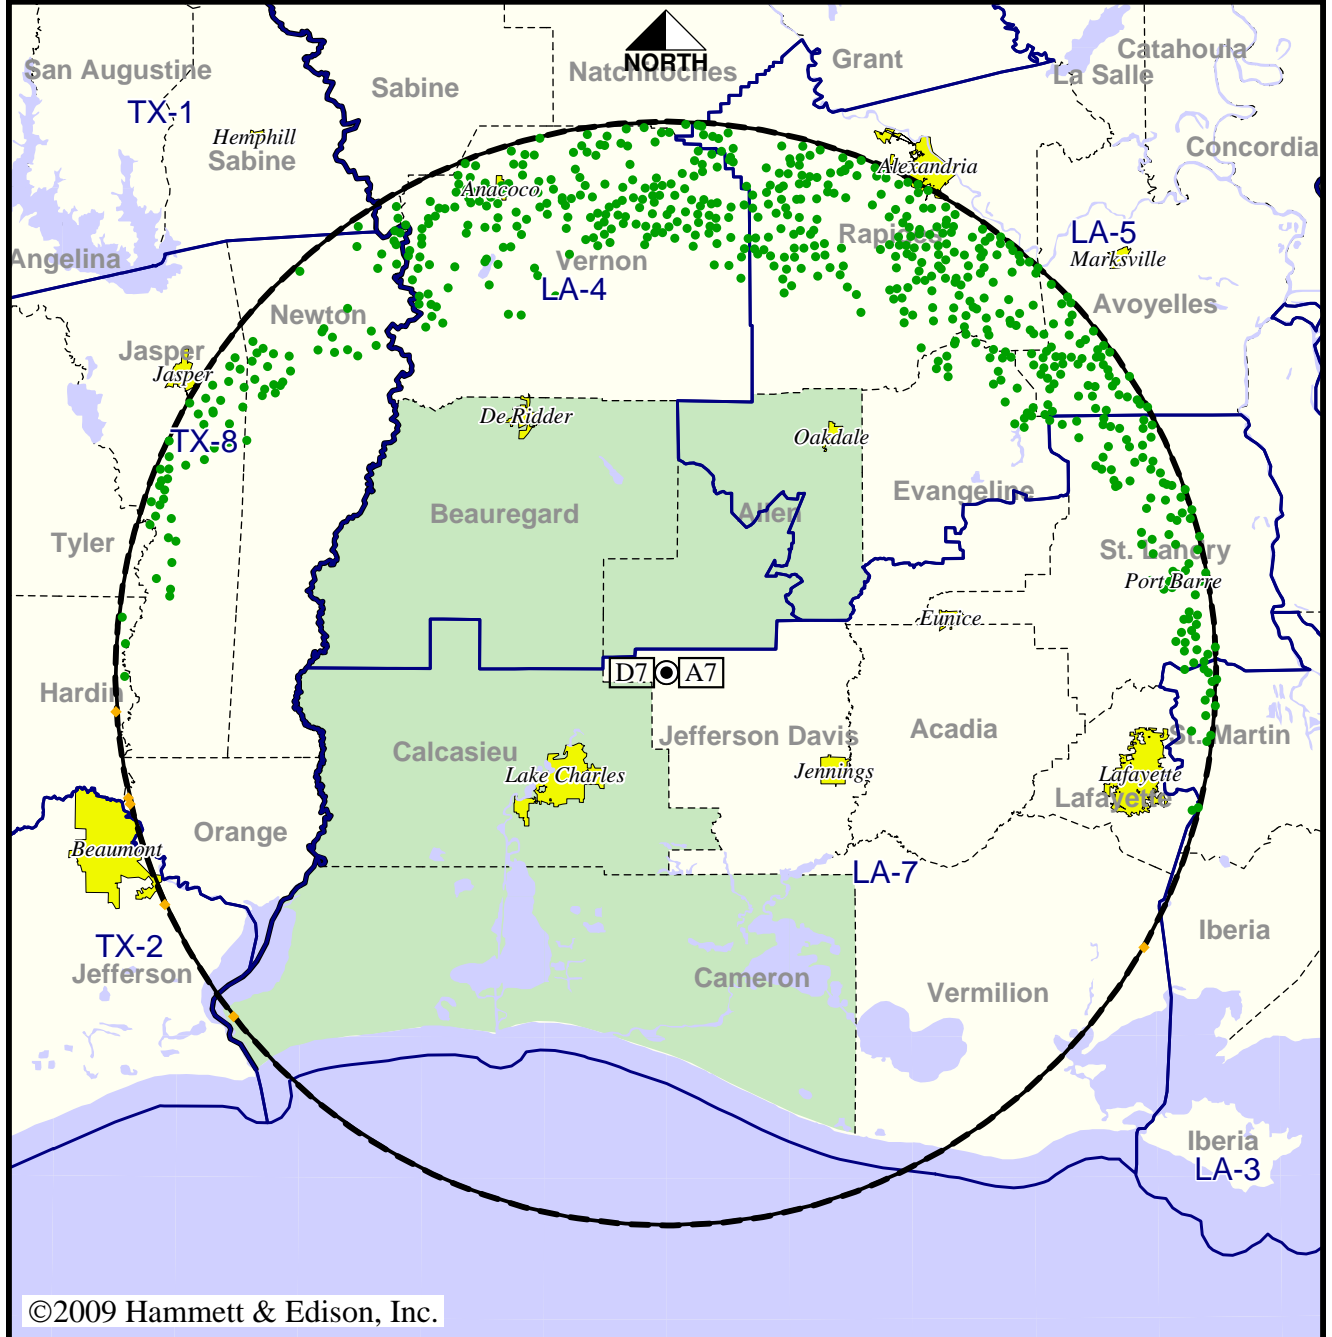 San Augustine
TX-1
Hemphill
Sabine
Sabine
NORTH
Natchitoches
Grant
Catahoula
La Salle
Concordia
Alexandria
Anacoco
Rapides
LA-5
Marksville
Angelina
Vernon
LA-4
Newton
Avoyelles
Jasper
Jasper
De Ridder
Oakdale
TX-8
Beauregard
Allen
Evangeline
Tyler
St. Landry
Port Barre
Eunice
D7
A7
Hardin
Calcasieu
Jefferson Davis
Acadia
St. Martin
Lake Charles
Jennings
Lafayette
Lafayette
Orange
Beaumont
LA-7
TX-2
Jefferson
Cameron
Vermilion
Iberia
Iberia
LA-3
©2009 Hammett & Edison, Inc.